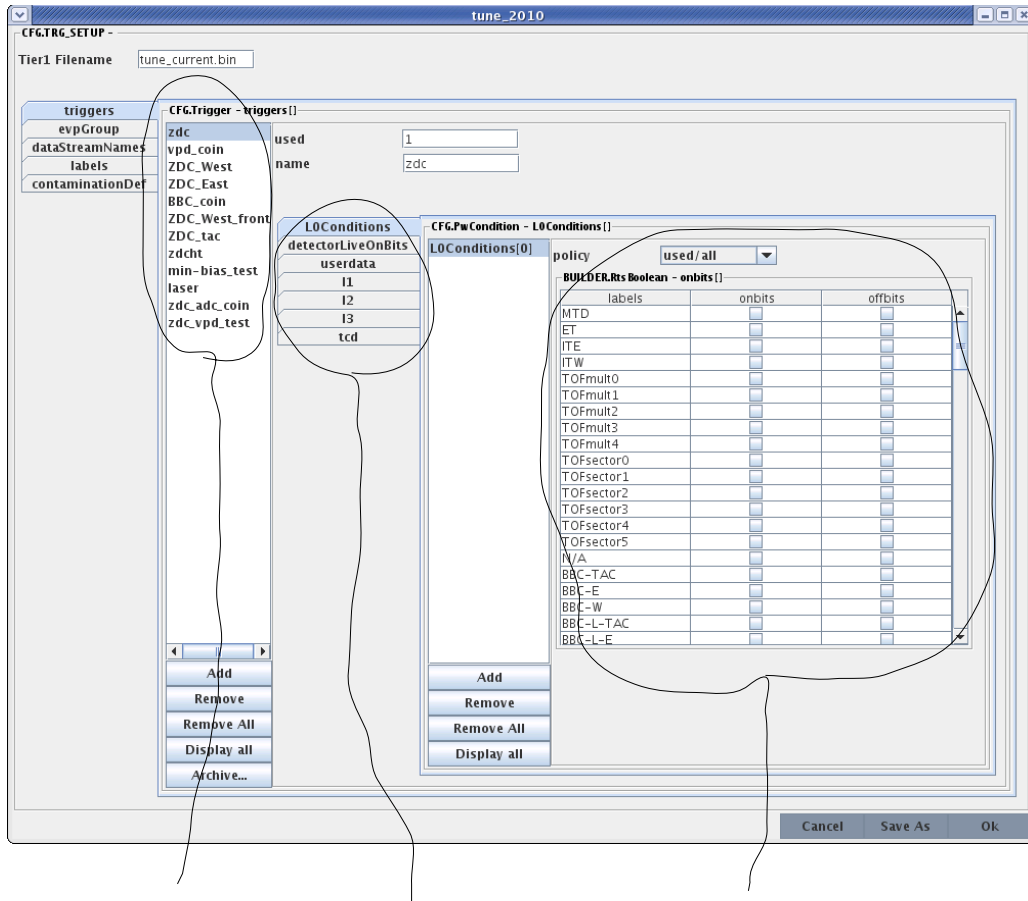 tune_2010
CFG.TRG_SETUP -
Tier1 Filename tune_current.bin
triggers
evpGroup
dataStreamNames
labels
contaminationDef
CFG.Trigger - triggers[]
zdc
vpd_coin
ZDC_West
ZDC_East
BBC_coin
ZDC_West_front
ZDC_tac
zdcht
min-bias_test
laser
zdc_adc_coin
zdc_vpd_test
Add
Remove
Remove All
Display all
Archive...
used 1
name zdc
L0Conditions
detectorLiveOnBits
userdata
l1
l2
l3
tcd
CFG.PwCondition - L0Conditions[]
L0Conditions[0]
Add
Remove
Remove All
Display all
policy used/all
BUILDER.Rts Boolean - onbits[]
labels onbits offbits
MTD
ET
ITE
ITW
TOFmult0
TOFmult1
TOFmult2
TOFmult3
TOFmult4
TOFsector0
TOFsector1
TOFsector2
TOFsector3
TOFsector4
TOFsector5
N/A
BBC-TAC
BBC-E
BBC-W
BBC-L-TAC
BBC-L-E
Cancel Save As Ok